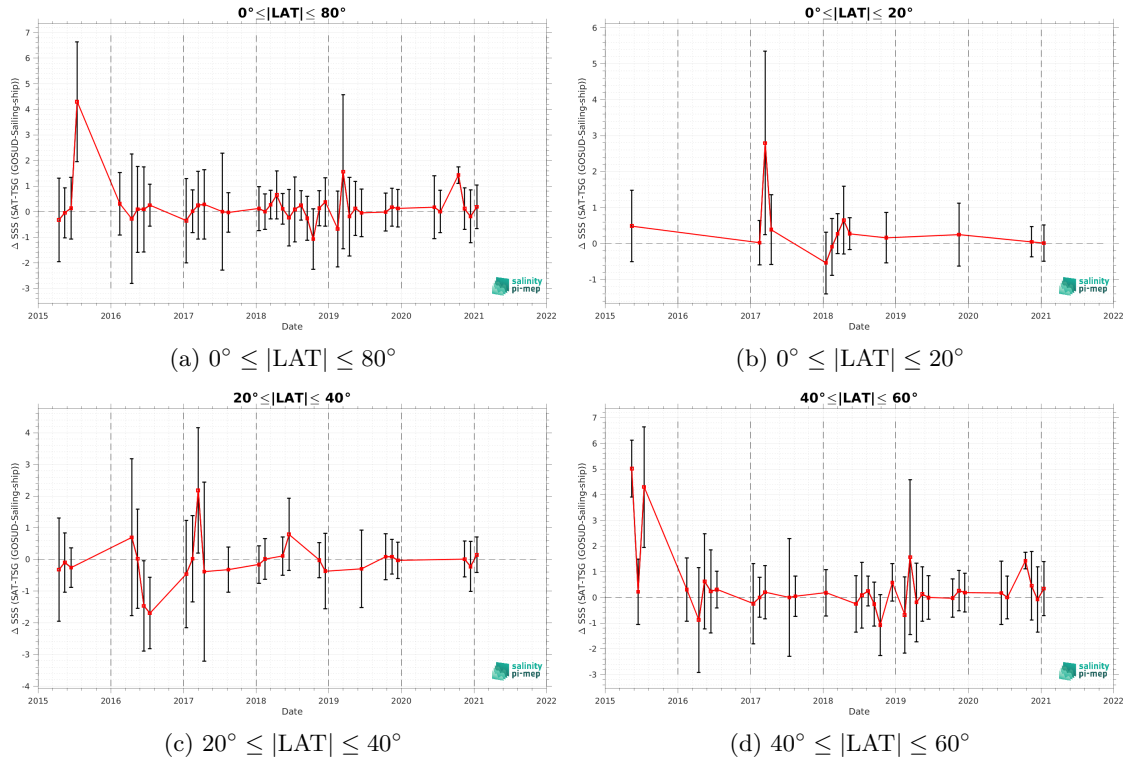 0°≤|LAT|≤ 80°
Δ SSS (SAT-TSG (GOSUD-Sailing-ship))
7
6
5
4
3
2
1
0
-1
-2
-3
2015 2016 2017 2018 2019 2020 2021 2022
Date
salinity
pi-mep
(a) 0° ≤ |LAT| ≤ 80°
0°≤|LAT|≤ 20°
Δ SSS (SAT-TSG (GOSUD-Sailing-ship))
6
5
4
3
2
1
0
-1
2015 2016 2017 2018 2019 2020 2021 2022
Date
salinity
pi-mep
(b) 0° ≤ |LAT| ≤ 20°
20°≤|LAT|≤ 40°
Δ SSS (SAT-TSG (GOSUD-Sailing-ship))
4
3
2
1
0
-1
-2
-3
-4
2015 2016 2017 2018 2019 2020 2021 2022
Date
salinity
pi-mep
(c) 20° ≤ |LAT| ≤ 40°
40°≤|LAT|≤ 60°
Δ SSS (SAT-TSG (GOSUD-Sailing-ship))
7
6
5
4
3
2
1
0
-1
-2
-3
2015 2016 2017 2018 2019 2020 2021 2022
Date
salinity
pi-mep
(d) 40° ≤ |LAT| ≤ 60°